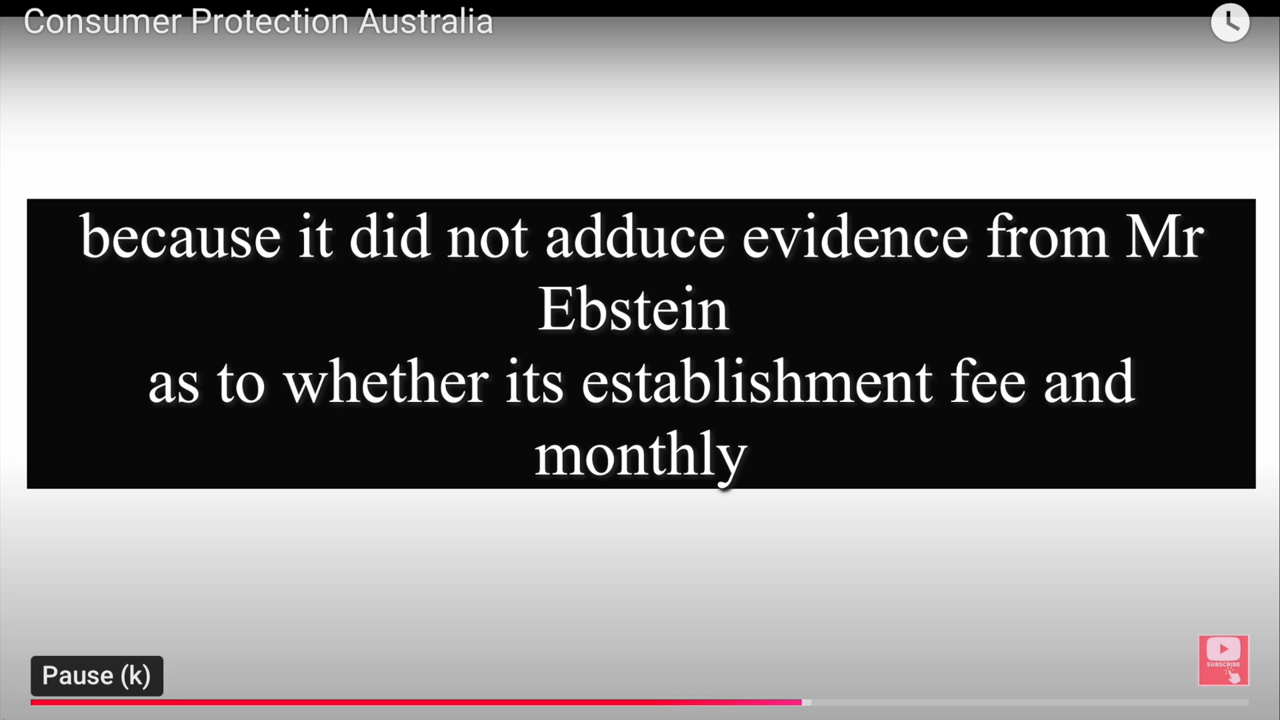 Consumer Protection Australia
because it did not adduce evidence from Mr
Ebstein
as to whether its establishment fee and
monthly
SUBSCRIBE
Pause (k)